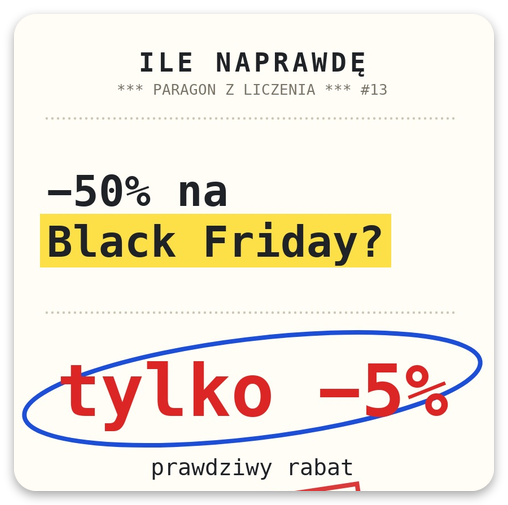 ILE NAPRAWDĘ
*** PARAGON Z LICZENIA *** #13
−50% na
Black Friday?
tylko −5%
prawdziwy rabat